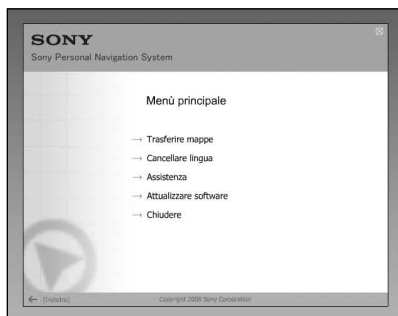 SONY
Sony Personal Navigation System
Menù principale
→ Trasferire mappe
→ Cancellare lingua
→ Assistenza
→ Attualizzare software
→ Chiudere
← [Indietro]
Copyright 2008 Sony Corporation